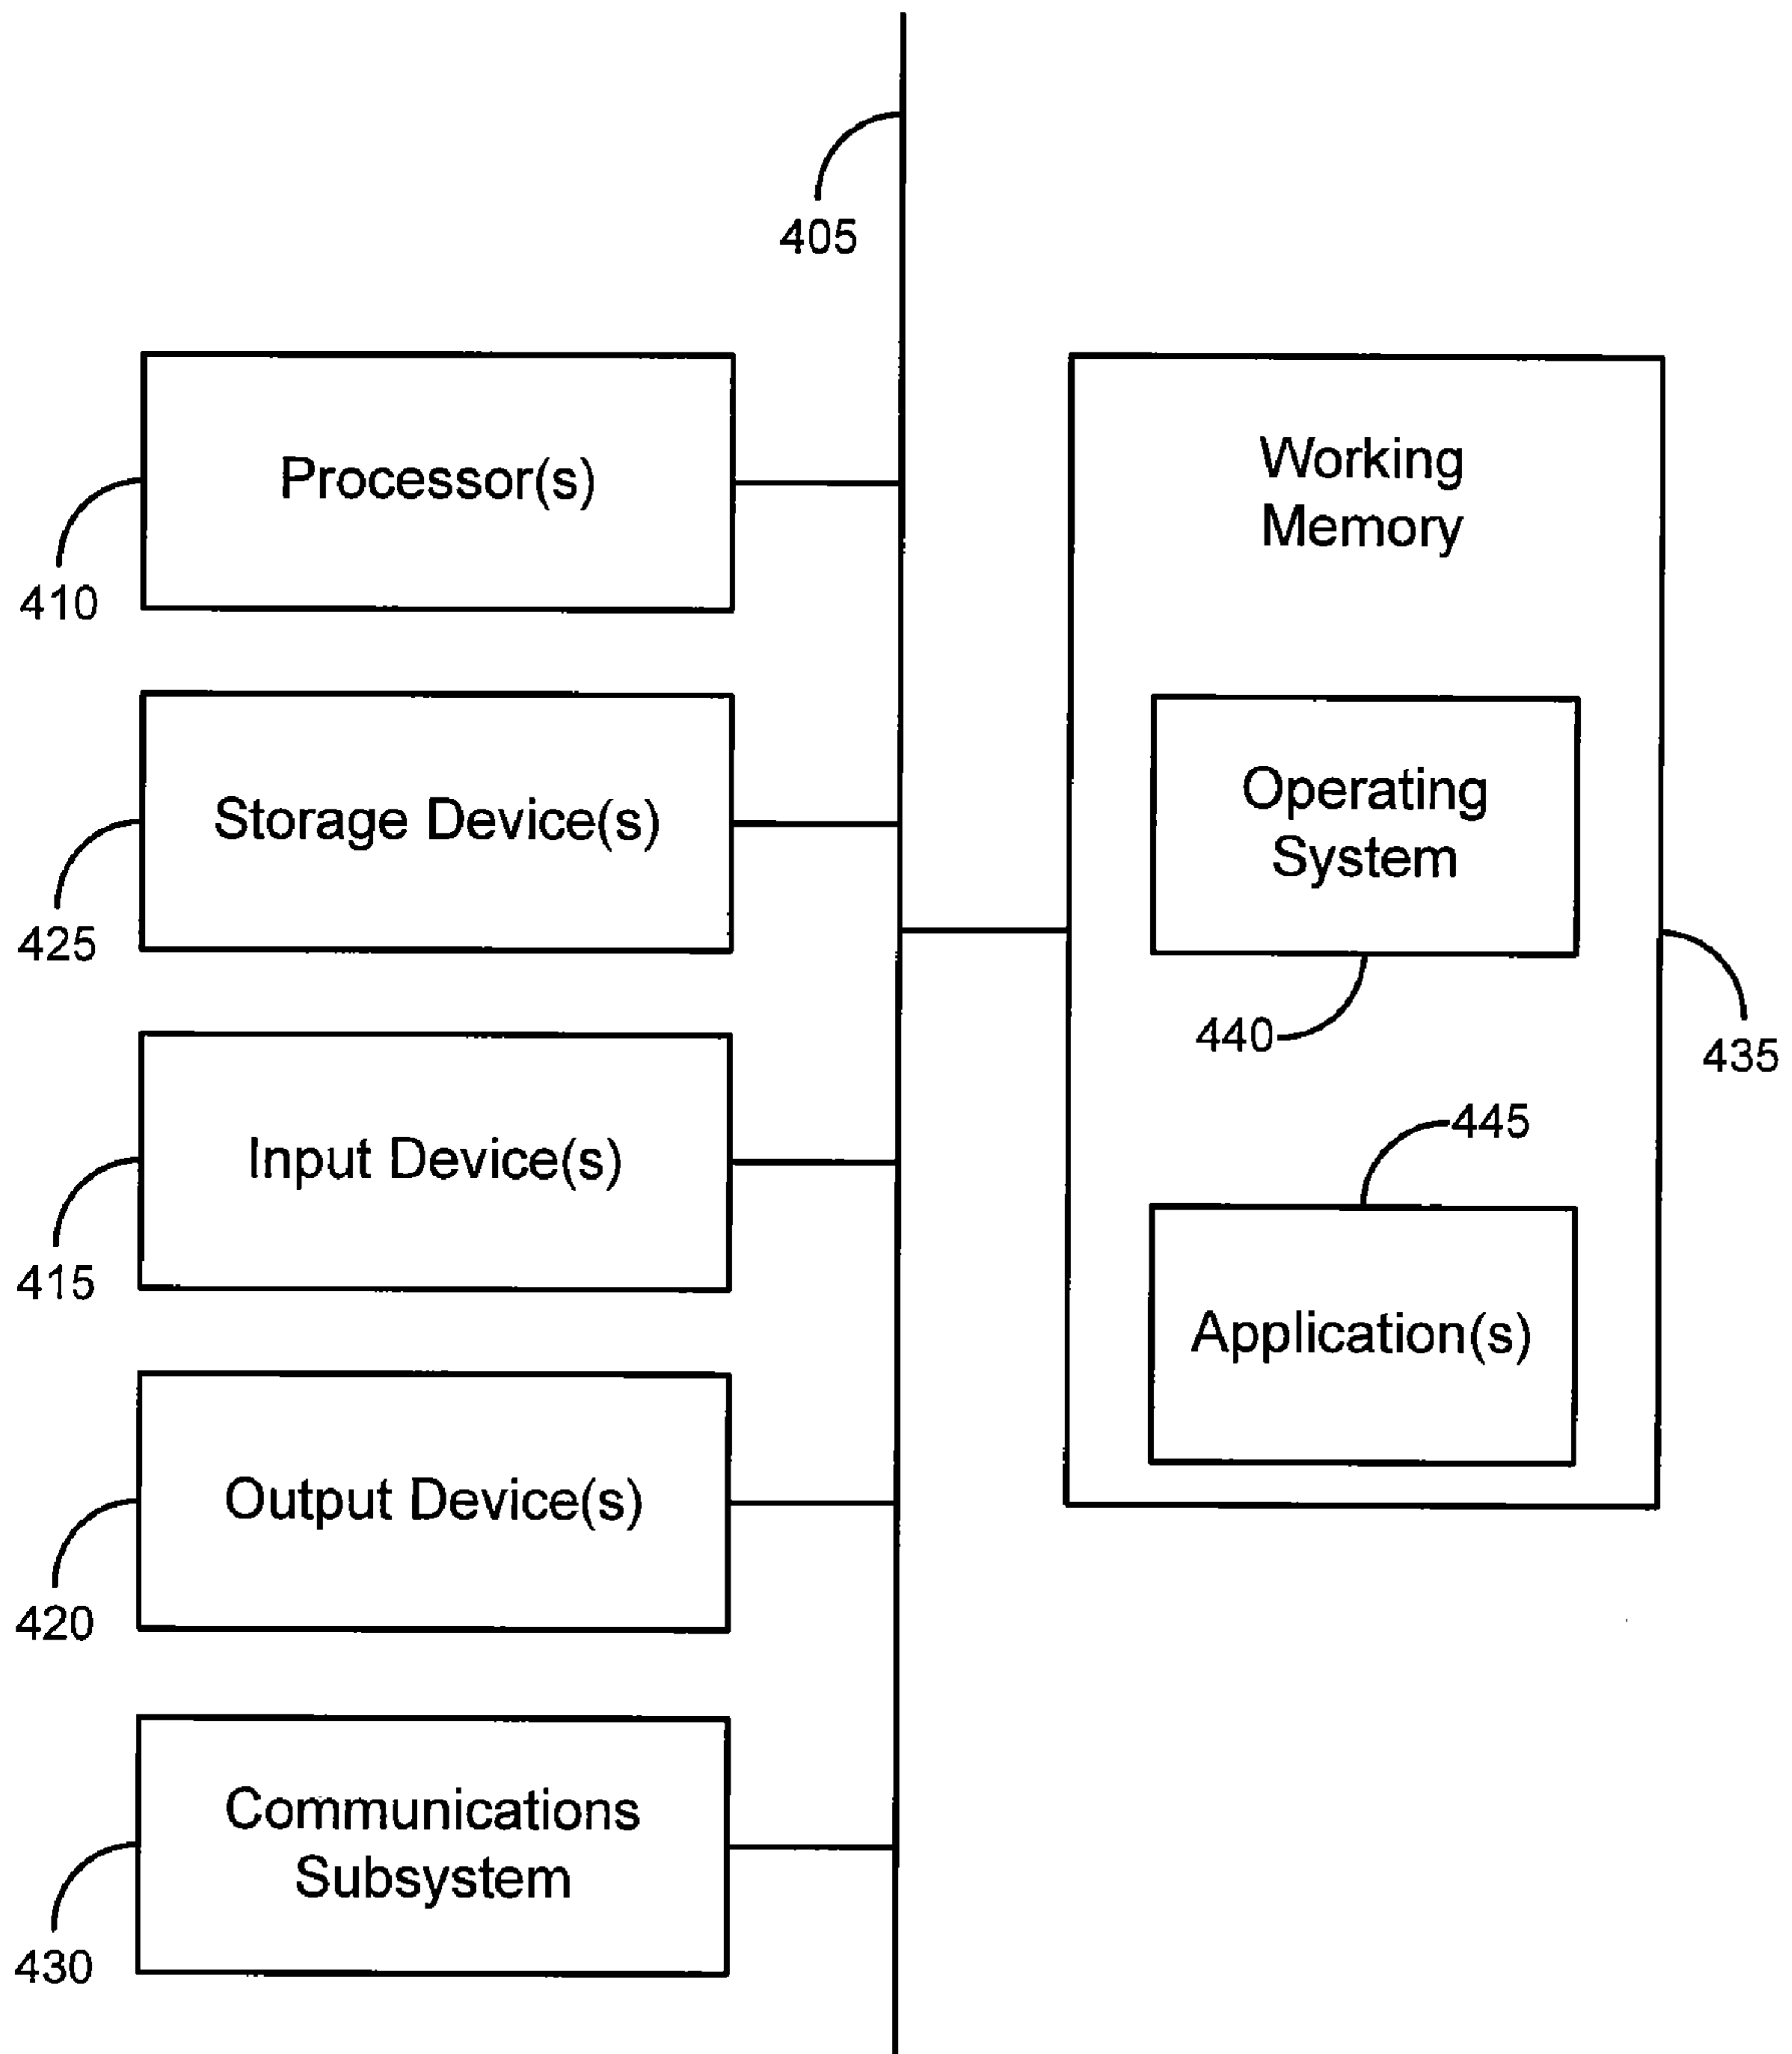 405
Processor(s)
410
Storage Device(s)
425
Input Device(s)
415
Output Device(s)
420
Communications
Subsystem
430
Working
Memory
Operating
System
440
435
445
Application(s)